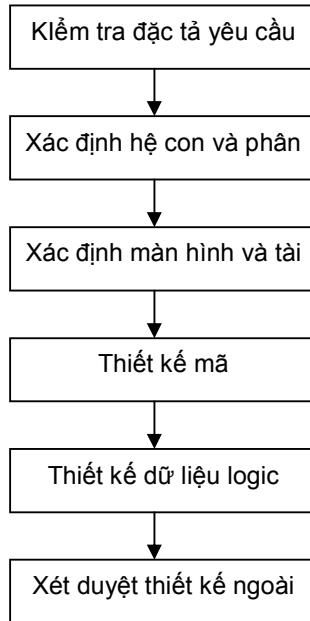 KIểm tra đặc tả yêu cầu
Xác định hệ con và phân
Xác định màn hình và tài
Thiết kế mã
Thiết kế dữ liệu logic
Xét duyệt thiết kế ngoài